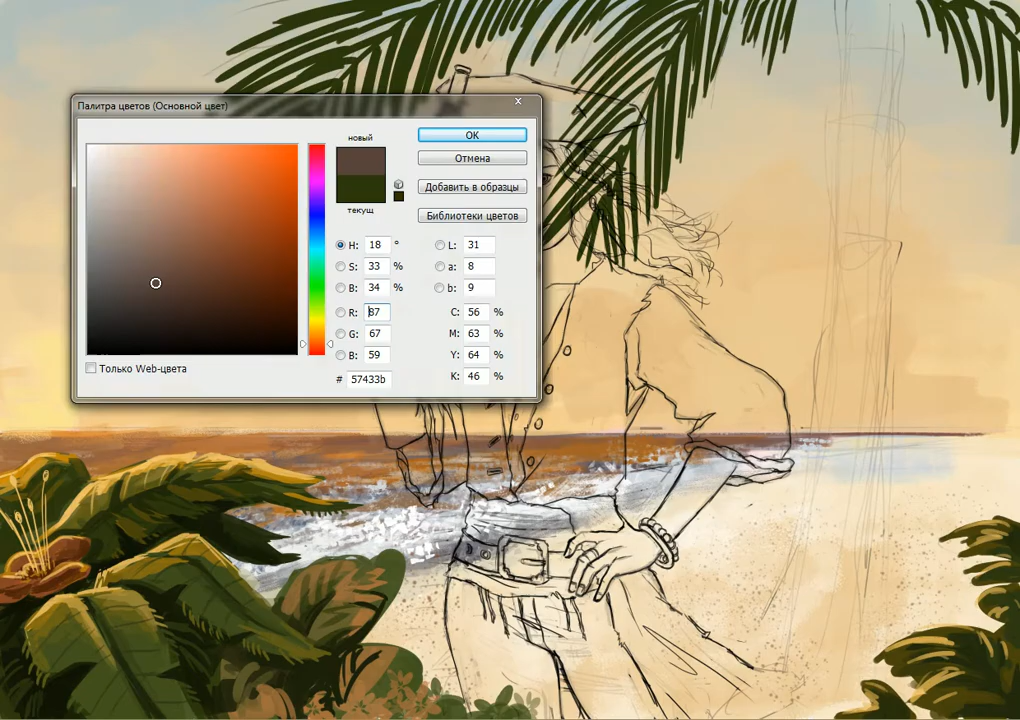 Палитра цветов (Основной цвет)
новый
текущ
OK
Отмена
Добавить в образцы
Библиотеки цветов
H: 18 °
S: 33 %
B: 34 %
R: 87
G: 67
B: 59
L: 31
a: 8
b: 9
C: 56 %
M: 63 %
Y: 64 %
K: 46 %
# 57433b
Только Web-цвета